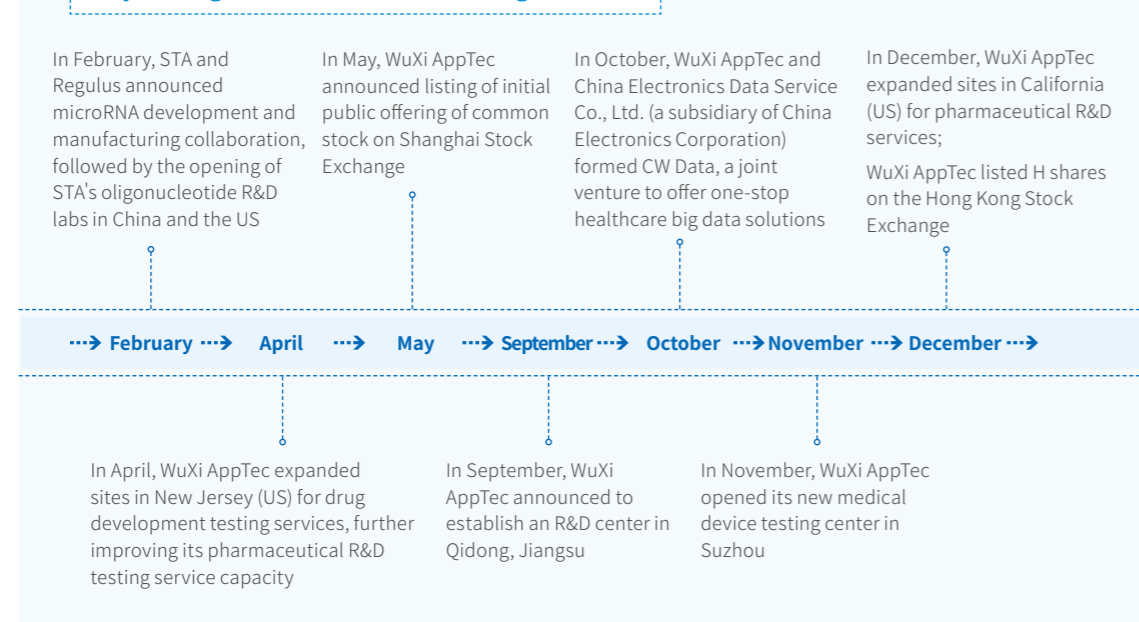 In February, STA and
Regulus announced
microRNA development and
manufacturing collaboration,
followed by the opening of
STA's oligonucleotide R&D
labs in China and the US
In May, WuXi AppTec
announced listing of initial
public offering of common
stock on Shanghai Stock
Exchange
In October, WuXi AppTec and
China Electronics Data Service
Co., Ltd. (a subsidiary of China
Electronics Corporation)
formed CW Data, a joint
venture to offer one-stop
healthcare big data solutions
In December, WuXi AppTec
expanded sites in California
(US) for pharmaceutical R&D
services;
WuXi AppTec listed H shares
on the Hong Kong Stock
Exchange
February April May September October November December
In April, WuXi AppTec expanded
sites in New Jersey (US) for drug
development testing services, further
improving its pharmaceutical R&D
testing service capacity
In September, WuXi
AppTec announced to
establish an R&D center in
Qidong, Jiangsu
In November, WuXi AppTec
opened its new medical
device testing center in
Suzhou